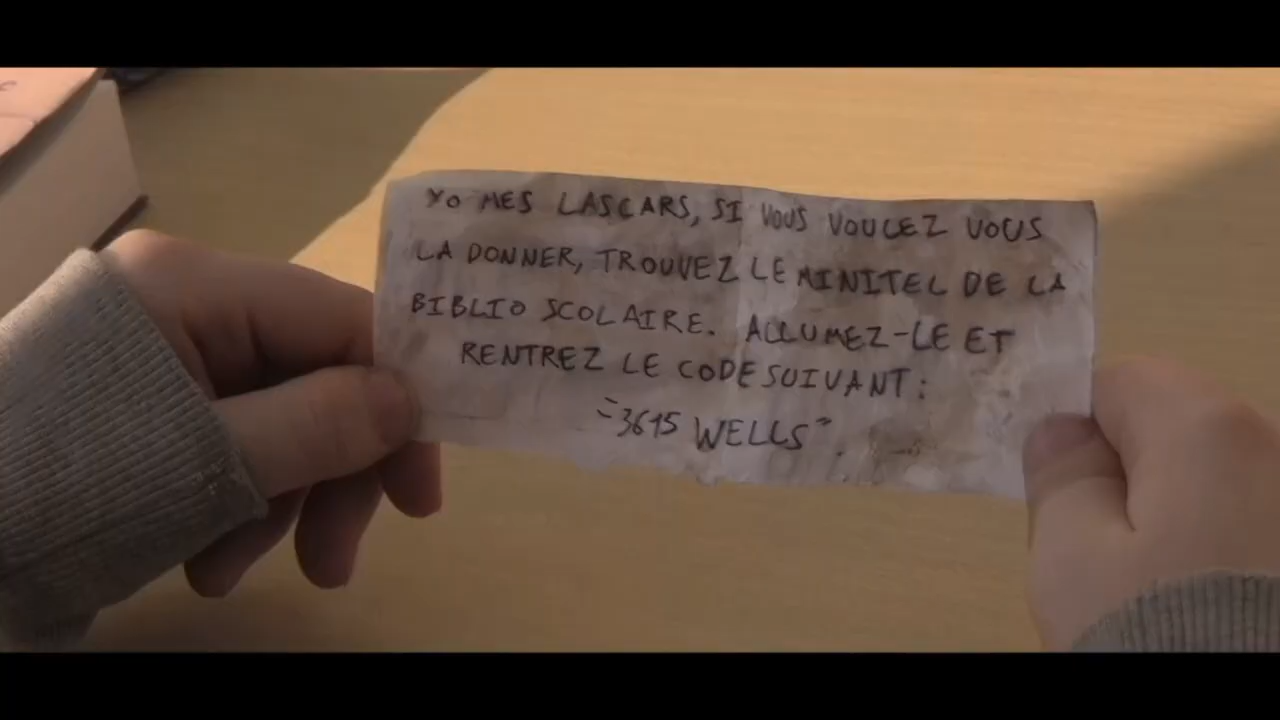 YO MES LASCARS, SI VOUS VOULEZ VOUS
LA DONNER, TROUVEZ LE MINITEL DE LA
BIBLIO SCOLAIRE. ALLUMEZ-LE ET
RENTREZ LE CODE SUIVANT :
"3615 WELLS".